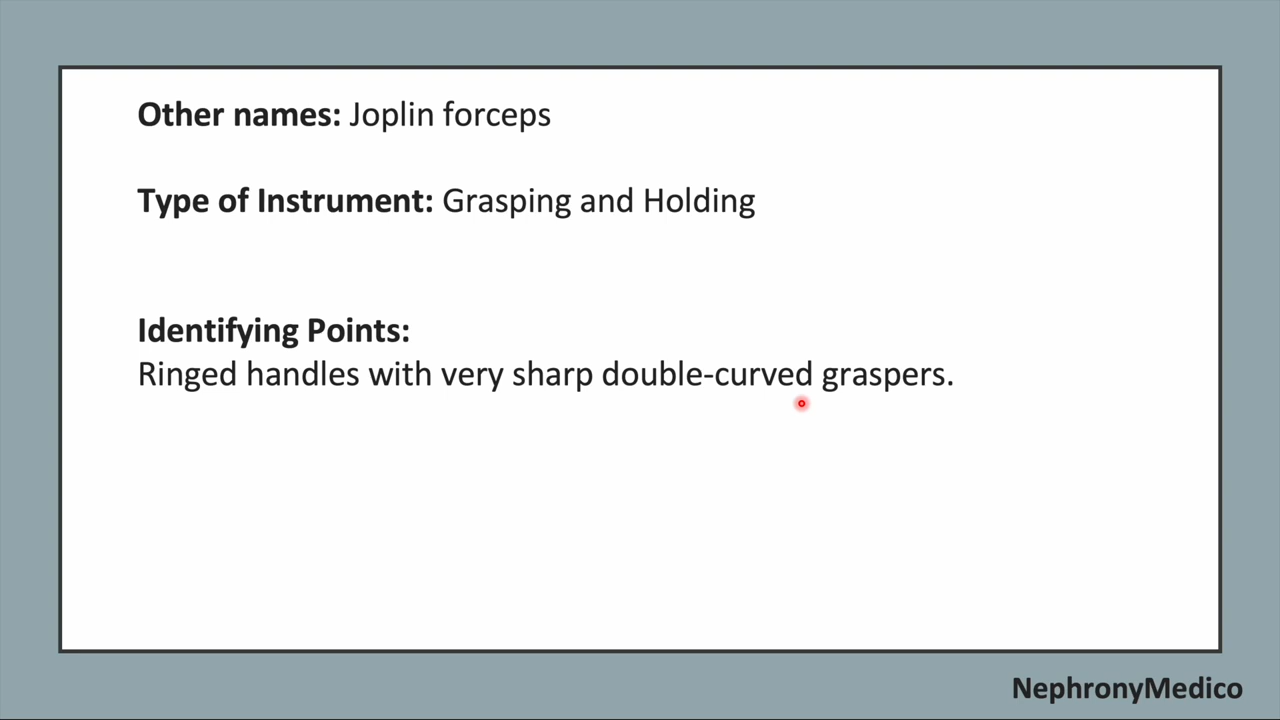 Other names: Joplin forceps
Type of Instrument: Grasping and Holding
Identifying Points:
Ringed handles with very sharp double-curved graspers.
NephronyMedico